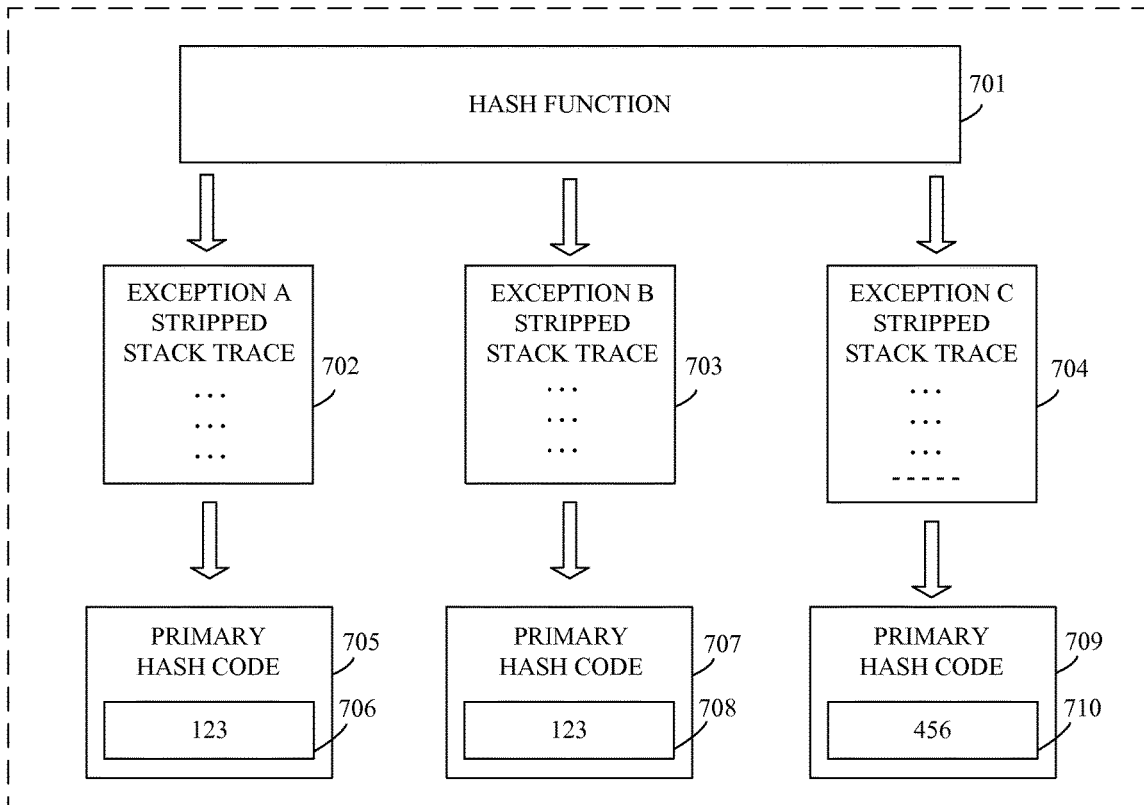 HASH FUNCTION
701
EXCEPTION A
STRIPPED
STACK TRACE
...
...
...
702
EXCEPTION B
STRIPPED
STACK TRACE
...
...
...
703
EXCEPTION C
STRIPPED
STACK TRACE
...
...
...
-----
704
PRIMARY
HASH CODE
705
123
706
PRIMARY
HASH CODE
707
123
708
PRIMARY
HASH CODE
709
456
710